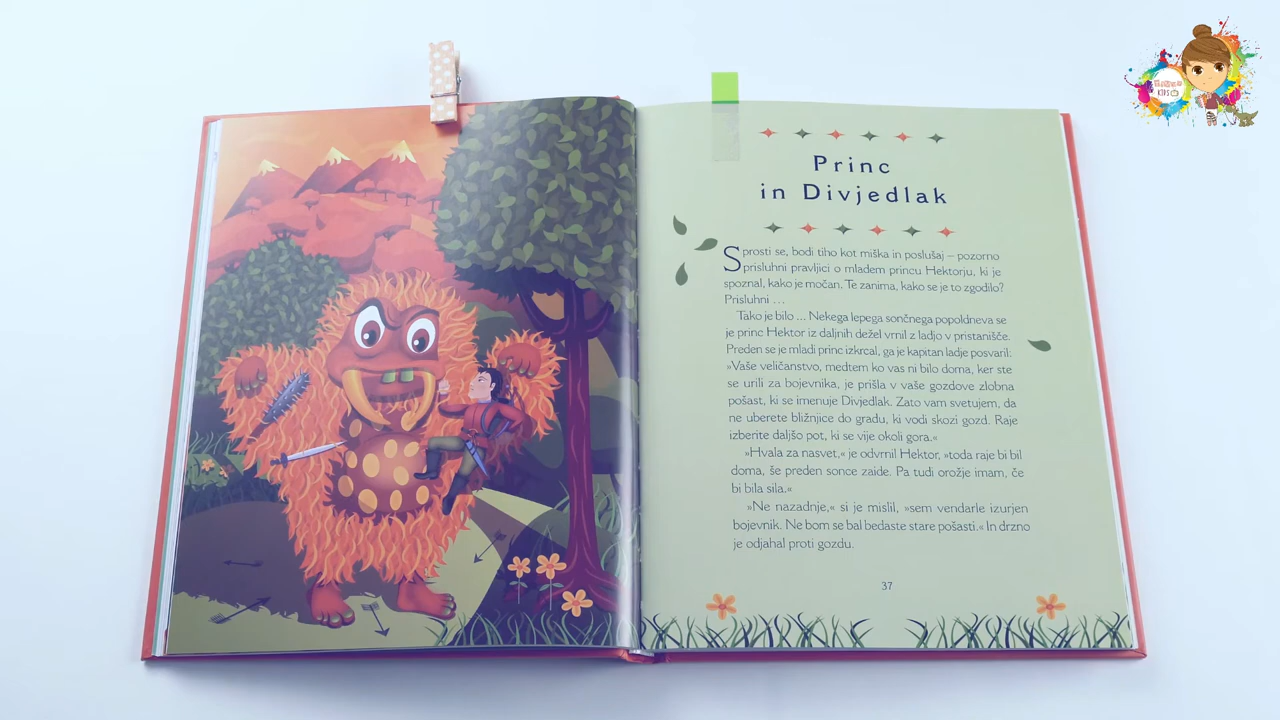 Princ
in Divjedlak
Sprosti se, bodi tiho kot miška in poslušaj – pozorno
prisluhni pravljici o mladem princu Hektorju, ki je
spoznal, kako je močan. Te zanima, kako se je to zgodilo?
Prisluhni ...
Tako je bilo ... Nekega lepega sončnega popoldneva se
je princ Hektor iz daljnih dežel vrnil z ladjo v pristanišče.
Preden se je mladi princ izkrcal, ga je kapitan ladje posvaril:
»Vaše veličanstvo, medtem ko vas ni bilo doma, ker ste
se urili za bojevnika, je prišla v vaše gozdove zlobna
pošast, ki se imenuje Divjedlak. Zato vam svetujem, da
ne uberete bližnjice do gradu, ki vodi skozi gozd. Raje
izberite daljšo pot, ki se vije okoli gora.«
»Hvala za nasvet,« je odvrnil Hektor, »toda raje bi bil
doma, še preden sonce zaide. Pa tudi orožje imam, če
bi bila sila.«
»Ne nazadnje,« si je mislil, »sem vendarle izurjen
bojevnik. Ne bom se bal bedaste stare pošasti.« In drzno
je odjahal proti gozdu.
37
KIDS